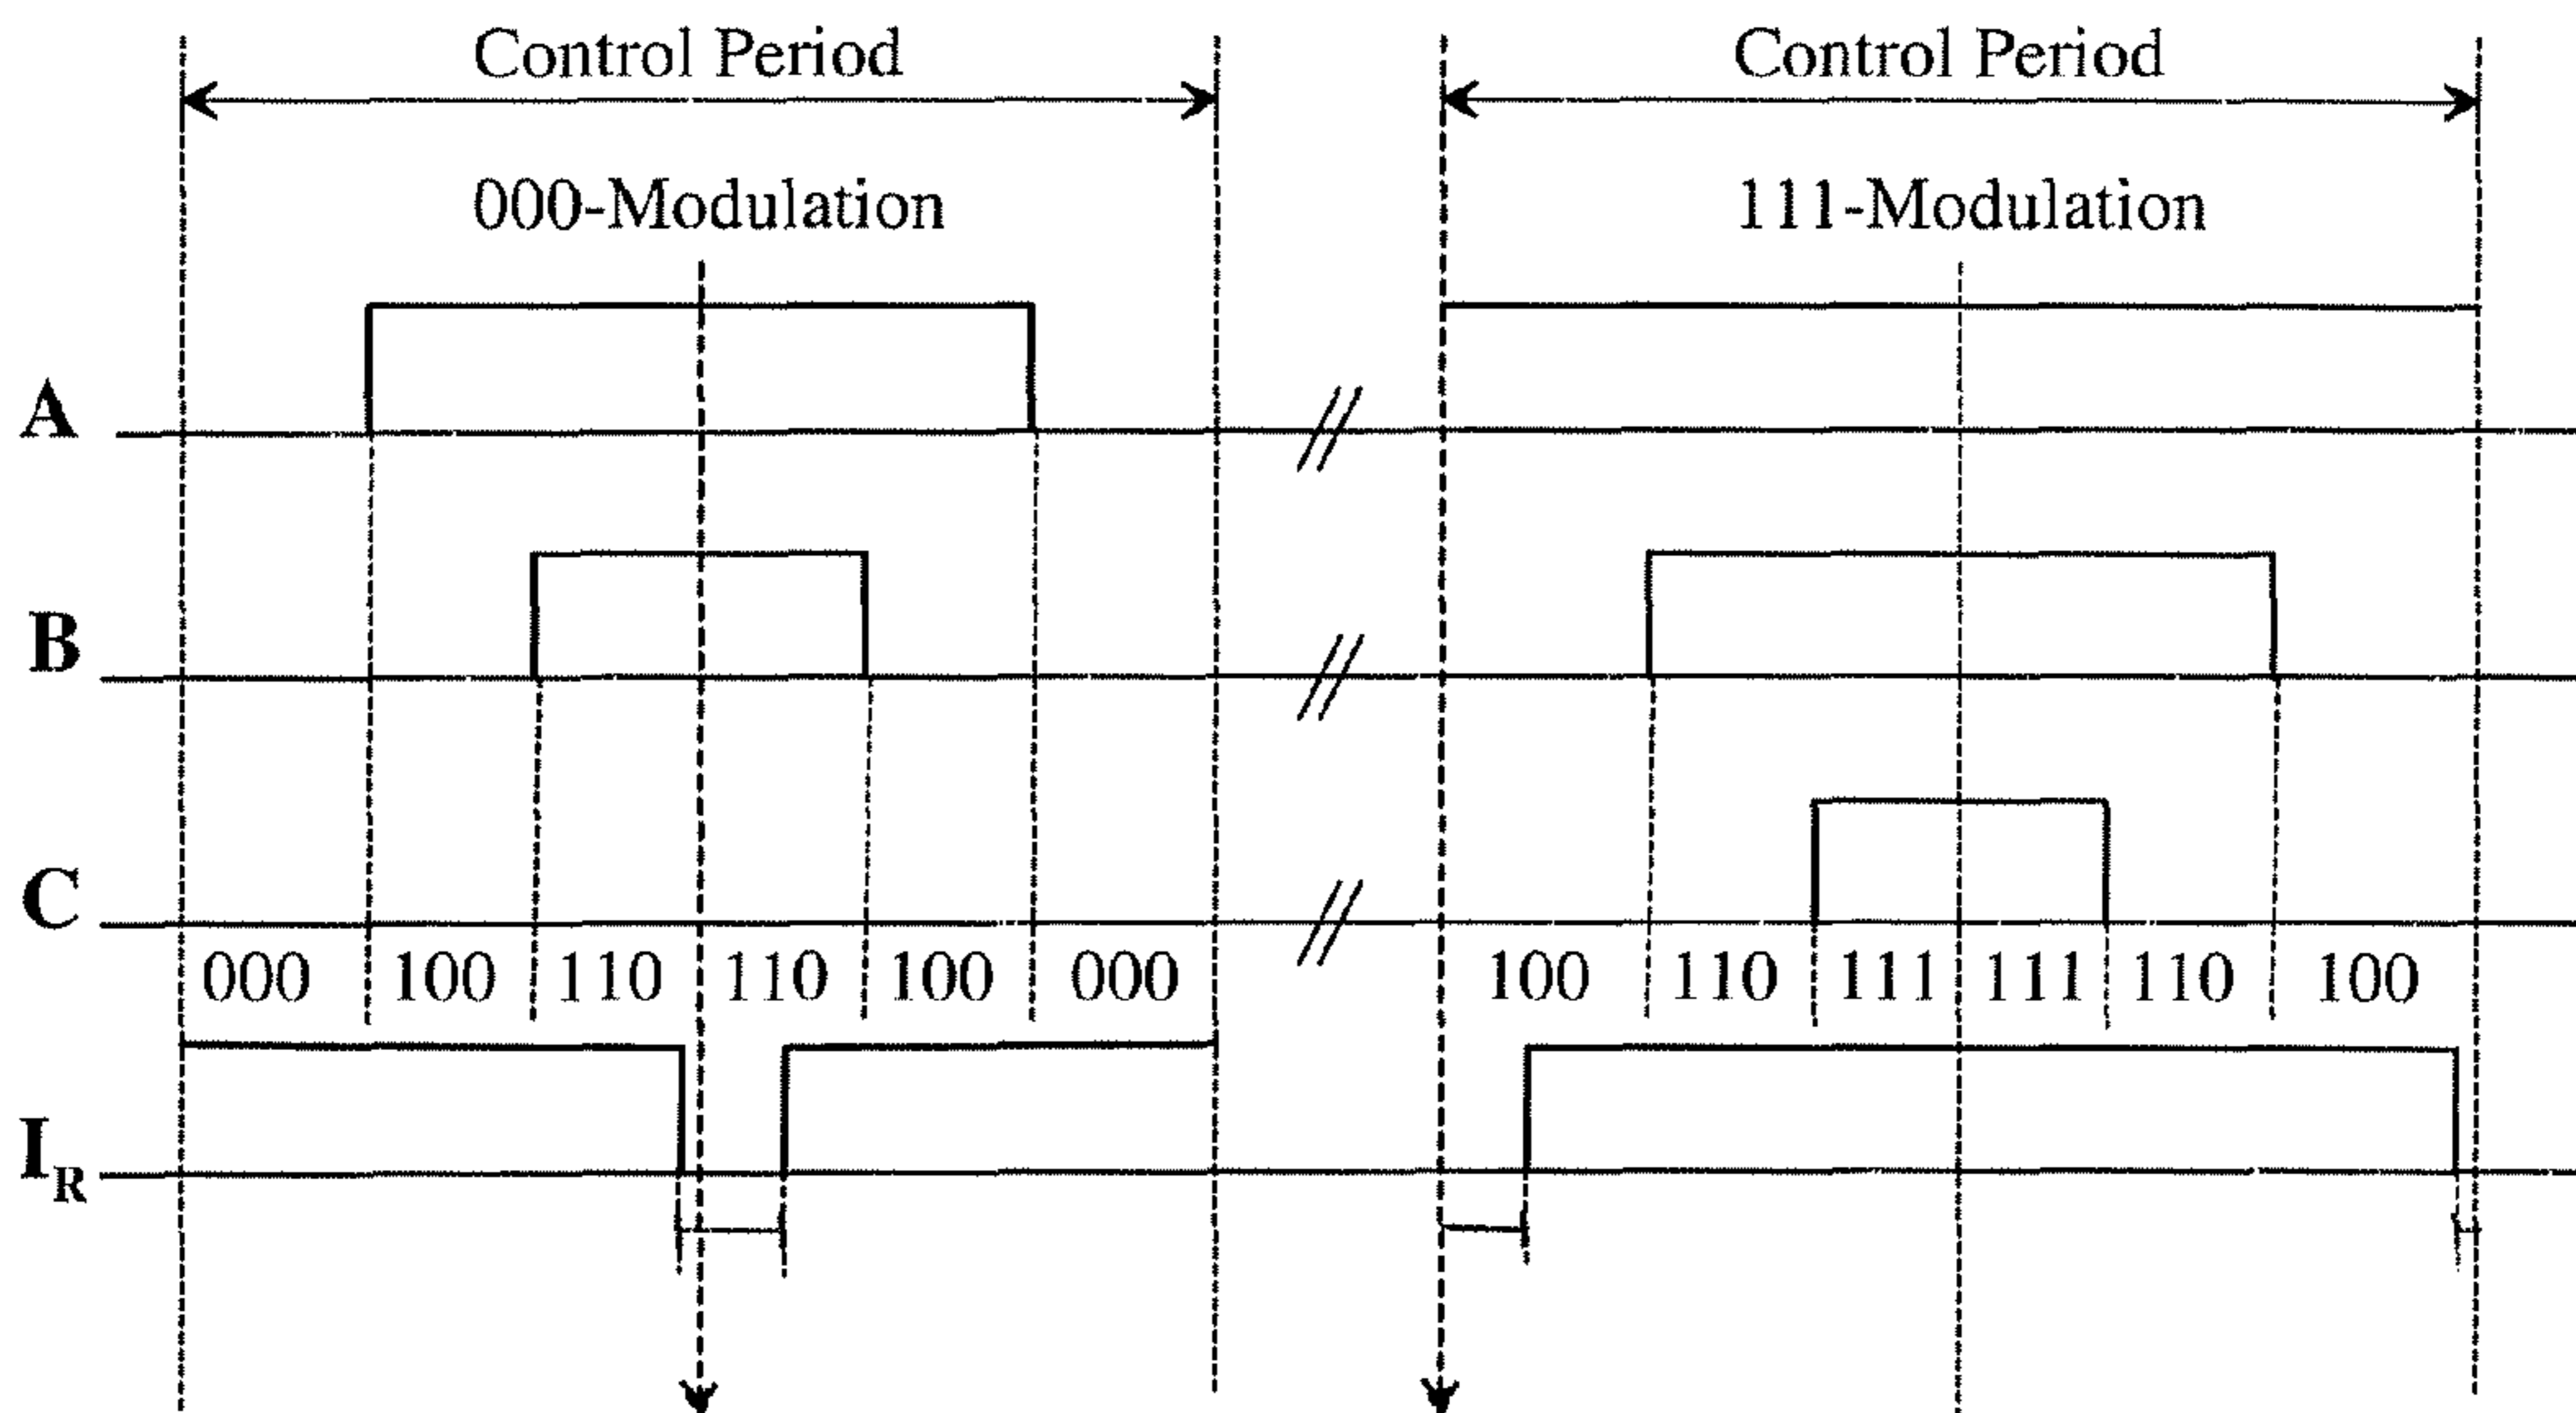 Control Period
Control Period
000-Modulation
111-Modulation
A
B
C
000 100 110 110 100 000
100 110 111 111 110 100
I_R